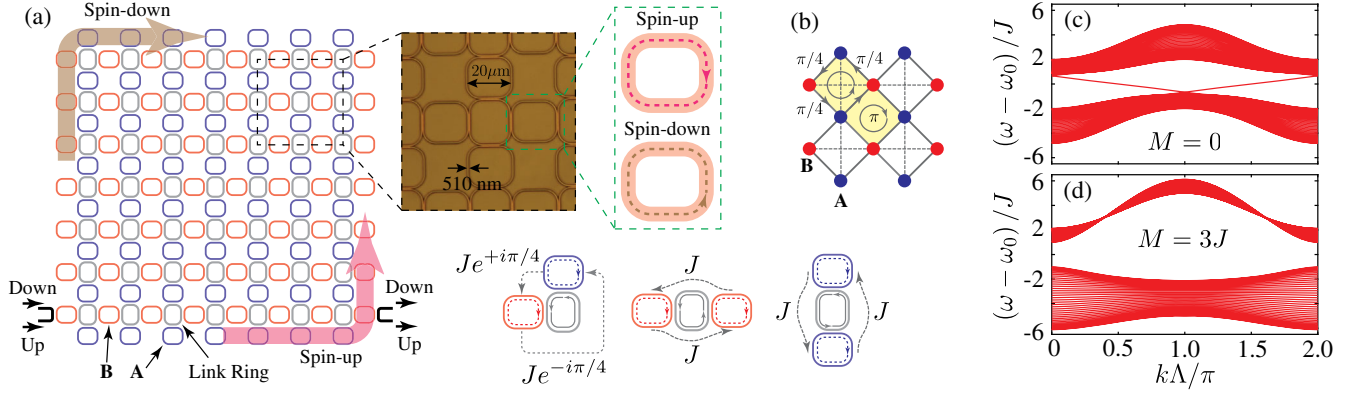 (a)
Spin-down
20μm
510 nm
Spin-up
Spin-down
Down
Up
B
A
Link Ring
Spin-up
Down
Up
Je^{+iπ/4}
Je^{-iπ/4}
J
J
J
J
(b)
π/4
π/4
π/4
π
B
A
(c)
(ω − ω₀)/J
6
2
-2
-6
M = 0
(d)
(ω − ω₀)/J
6
2
-2
-6
M = 3J
0
0.5
1.0
1.5
2.0
kΛ/π